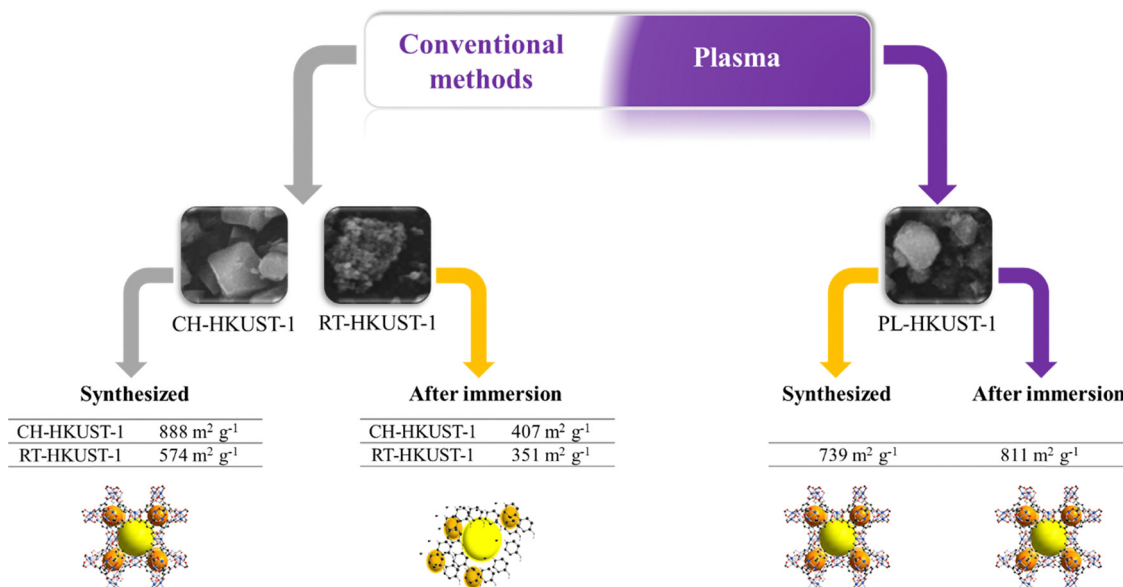 Conventional
methods
Plasma
CH-HKUST-1
RT-HKUST-1
PL-HKUST-1
Synthesized
CH-HKUST-1 888 m² g⁻¹
RT-HKUST-1 574 m² g⁻¹
After immersion
CH-HKUST-1 407 m² g⁻¹
RT-HKUST-1 351 m² g⁻¹
Synthesized After immersion
739 m² g⁻¹ 811 m² g⁻¹